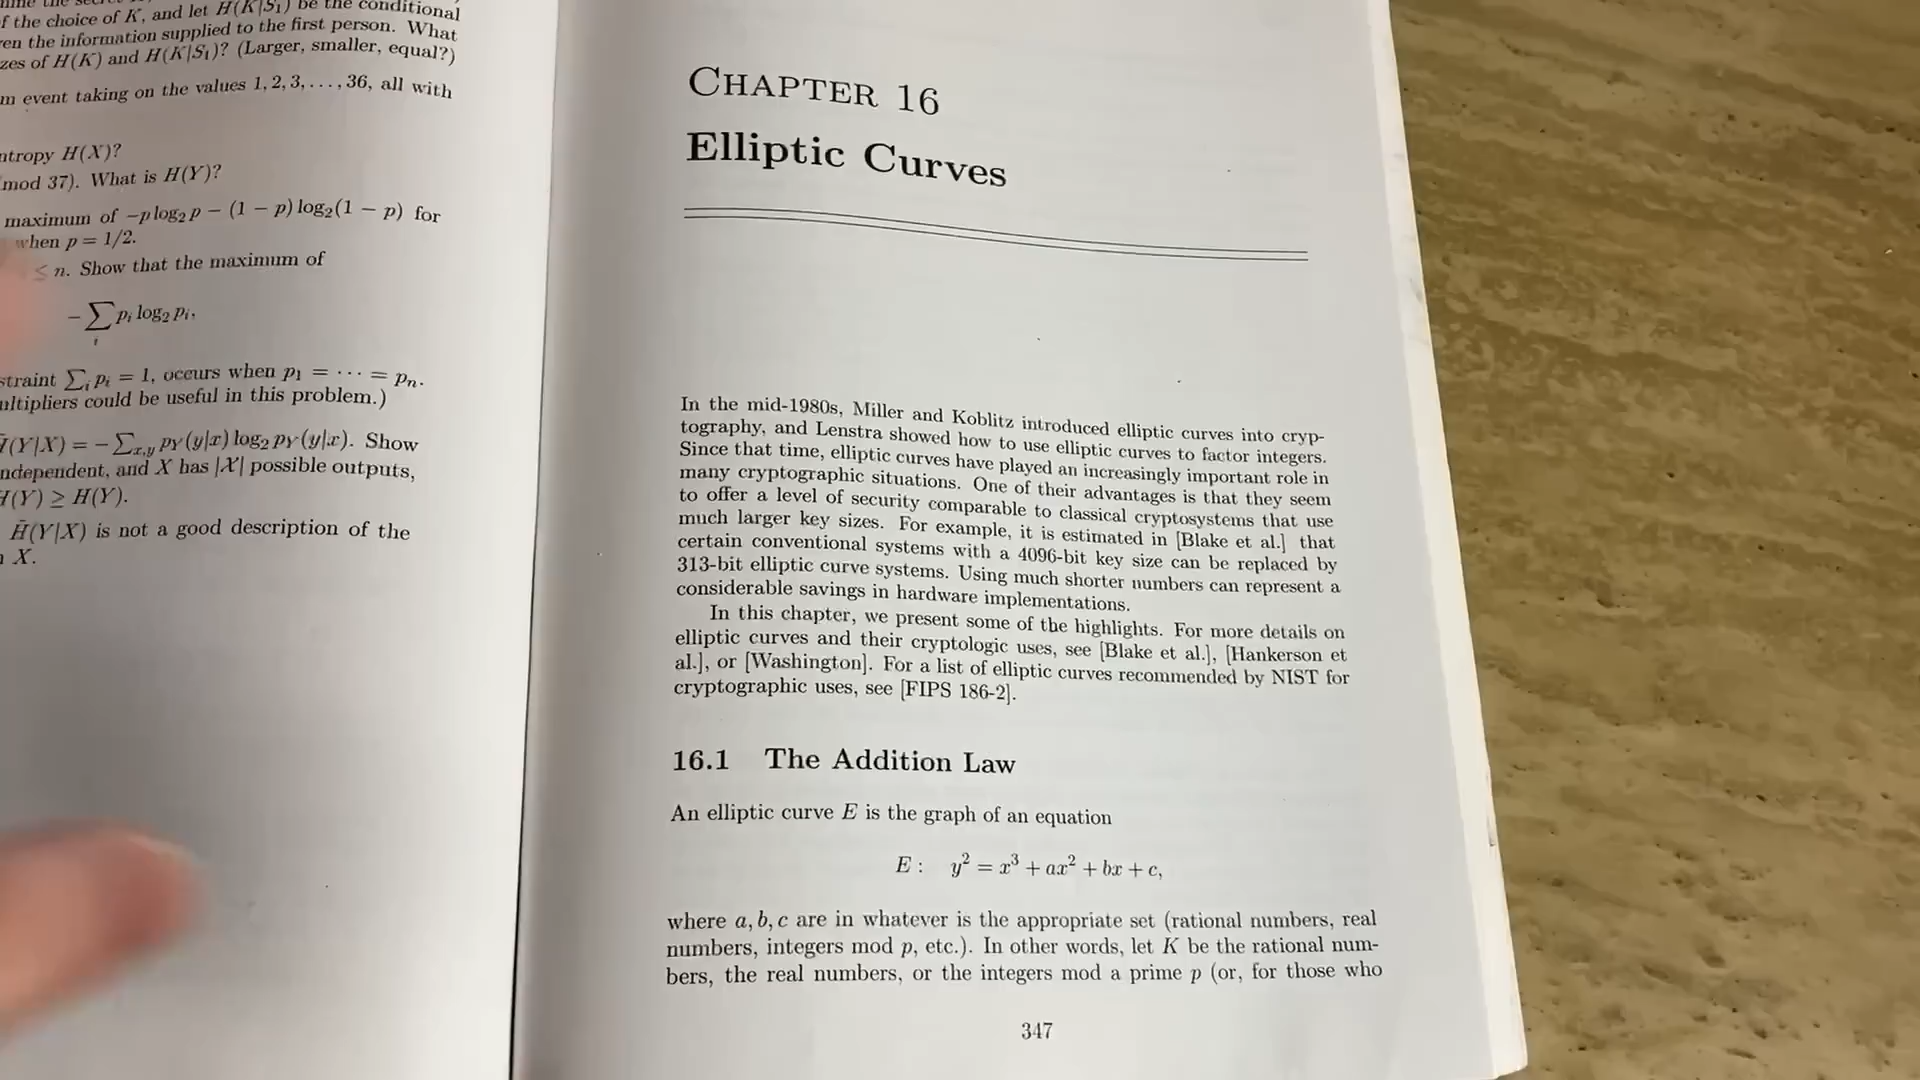 f the choice of K, and let H(K|S₁) be the conditional
en the information supplied to the first person. What
zes of H(K) and H(K|S₁)? (Larger, smaller, equal?)
m event taking on the values 1, 2, 3, . . . , 36, all with
ntropy H(X)?
mod 37). What is H(Y)?
maximum of −p log₂ p − (1 − p) log₂(1 − p) for
when p = 1/2.
≤ n. Show that the maximum of
− ∑ᵢ pᵢ log₂ pᵢ,
straint ∑ᵢ pᵢ = 1, occurs when p₁ = · · · = pₙ.
ultipliers could be useful in this problem.)
H̃(Y|X) = − ∑x,y pY(y|x) log₂ pY(y|x). Show
ndependent, and X has |𝒳| possible outputs,
H(Y) ≥ H(Y).
H̃(Y|X) is not a good description of the
X.
CHAPTER 16
Elliptic Curves
In the mid-1980s, Miller and Koblitz introduced elliptic curves into cryp-
tography, and Lenstra showed how to use elliptic curves to factor integers.
Since that time, elliptic curves have played an increasingly important role in
many cryptographic situations. One of their advantages is that they seem
to offer a level of security comparable to classical cryptosystems that use
much larger key sizes. For example, it is estimated in [Blake et al.] that
certain conventional systems with a 4096-bit key size can be replaced by
313-bit elliptic curve systems. Using much shorter numbers can represent a
considerable savings in hardware implementations.
In this chapter, we present some of the highlights. For more details on
elliptic curves and their cryptologic uses, see [Blake et al.], [Hankerson et
al.], or [Washington]. For a list of elliptic curves recommended by NIST for
cryptographic uses, see [FIPS 186-2].
16.1 The Addition Law
An elliptic curve E is the graph of an equation
E : y² = x³ + ax² + bx + c,
where a, b, c are in whatever is the appropriate set (rational numbers, real
numbers, integers mod p, etc.). In other words, let K be the rational num-
bers, the real numbers, or the integers mod a prime p (or, for those who
347